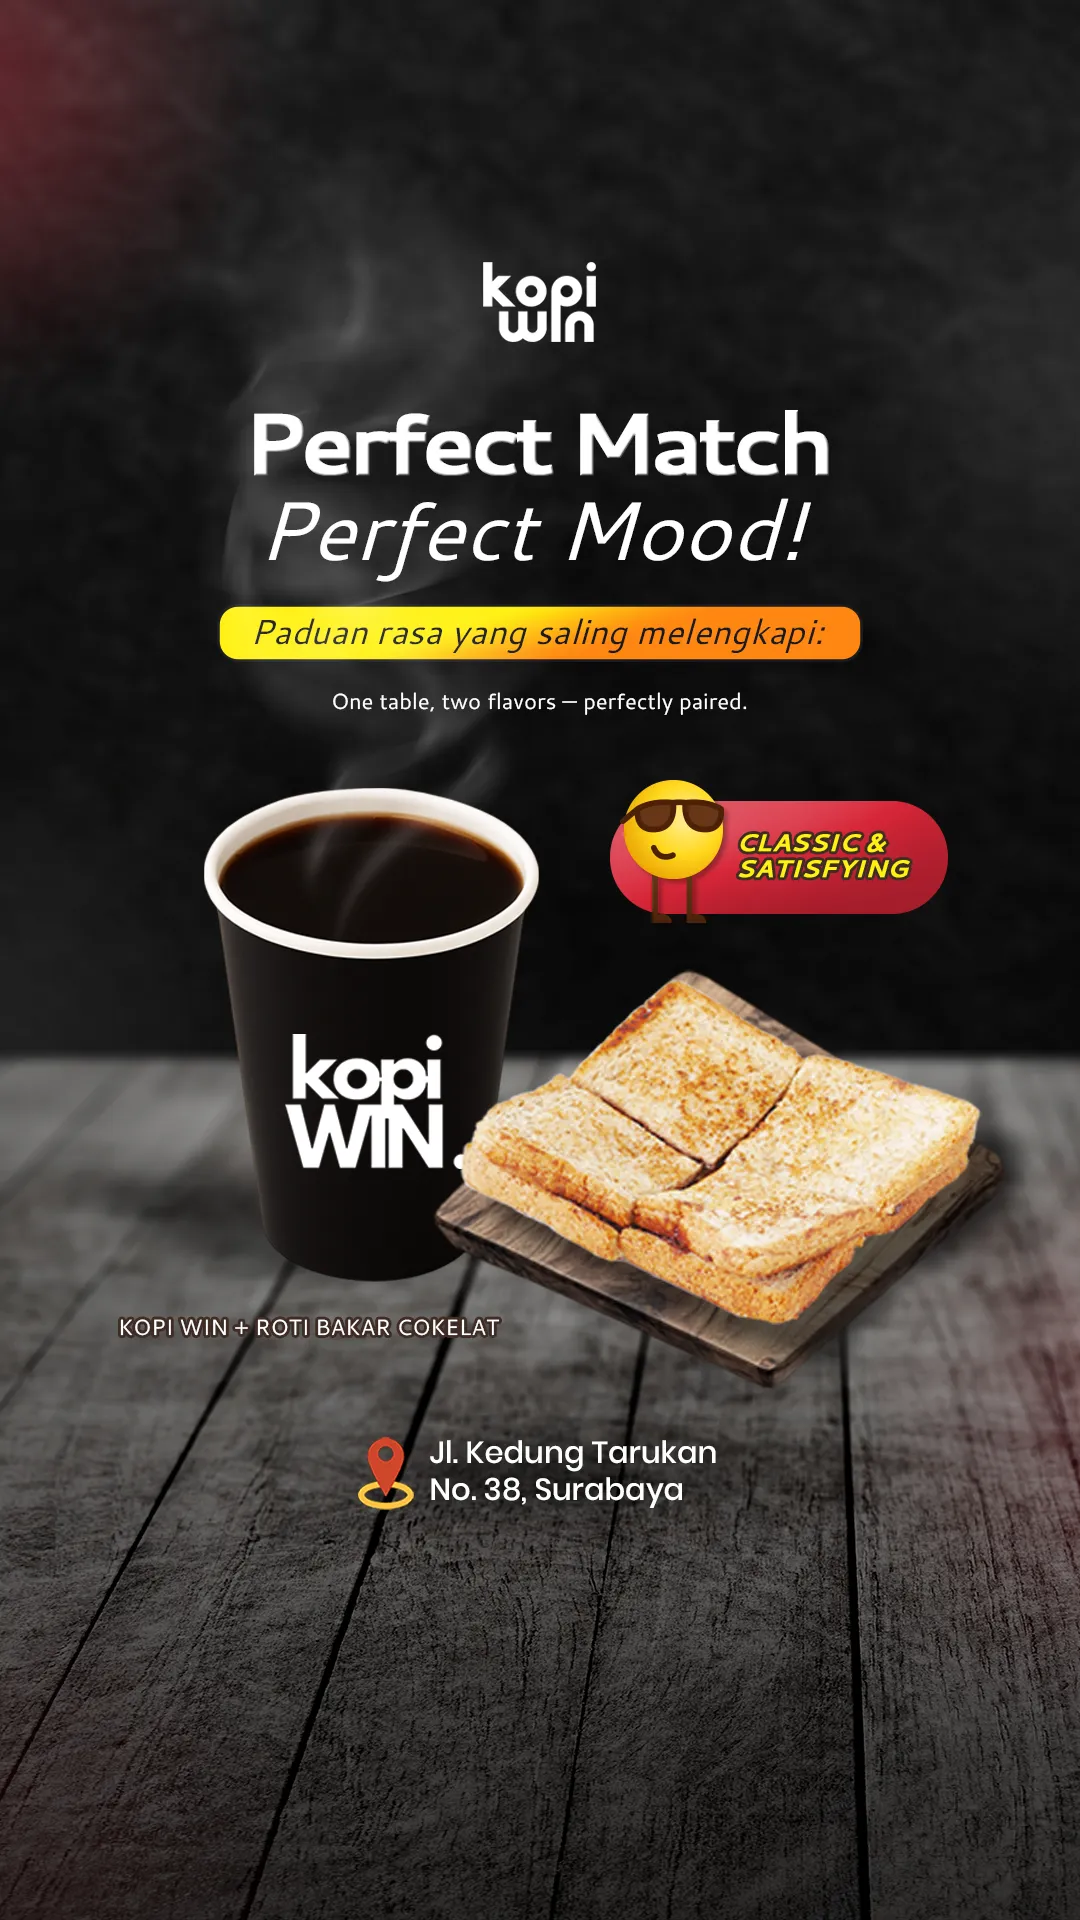 kopi
win
Perfect Match
Perfect Mood!
Paduan rasa yang saling melengkapi:
One table, two flavors — perfectly paired.
CLASSIC &
SATISFYING
kopi
WIN.
KOPI WIN + ROTI BAKAR COKELAT
Jl. Kedung Tarukan
No. 38, Surabaya